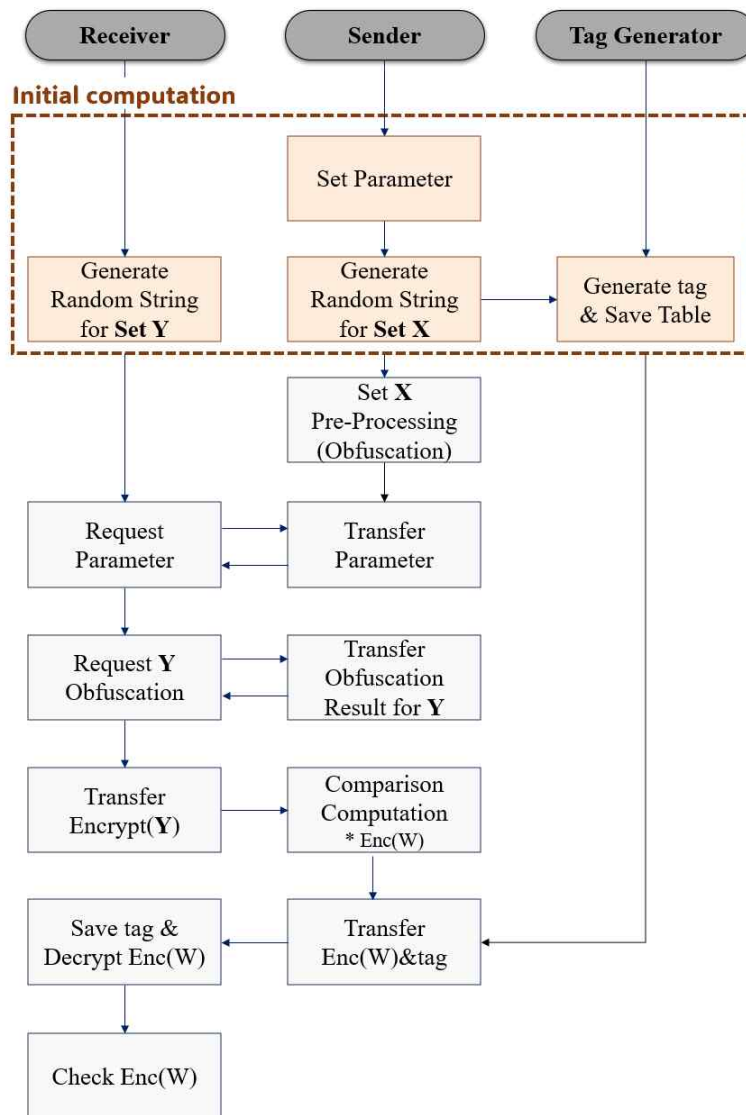 Receiver
Sender
Tag Generator
Initial computation
Set Parameter
Generate
Random String
for Set Y
Generate
Random String
for Set X
Generate tag
& Save Table
Set X
Pre-Processing
(Obfuscation)
Request
Parameter
Transfer
Parameter
Request Y
Obfuscation
Transfer
Obfuscation
Result for Y
Transfer
Encrypt(Y)
Comparison
Computation
* Enc(W)
Save tag &
Decrypt Enc(W)
Transfer
Enc(W)&tag
Check Enc(W)